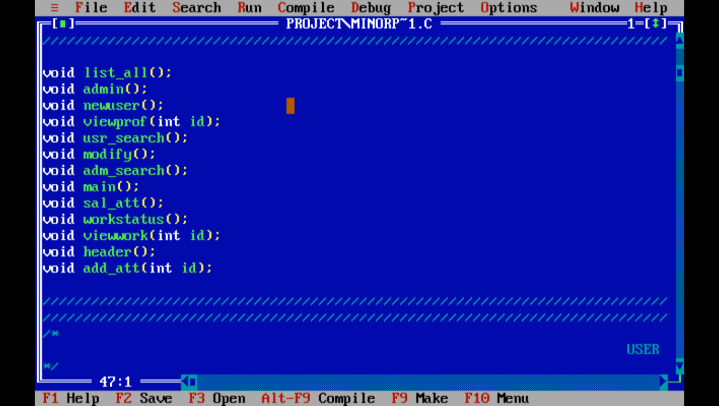 ≡ File Edit Search Run Compile Debug Project Options Window Help
[■] PROJECT\MINORP~1.C 1=[↕]
////////////////////////////////////////////////////////////////////////////////
void list_all();
void admin();
void newuser();
void viewprof(int id);
void usr_search();
void modify();
void adm_search();
void main();
void sal_att();
void workstatus();
void viewwork(int id);
void header();
void add_att(int id);
////////////////////////////////////////////////////////////////////////////////
////////////////////////////////////////////////////////////////////////////////
/*
USER
*/
47:1
F1 Help F2 Save F3 Open Alt-F9 Compile F9 Make F10 Menu